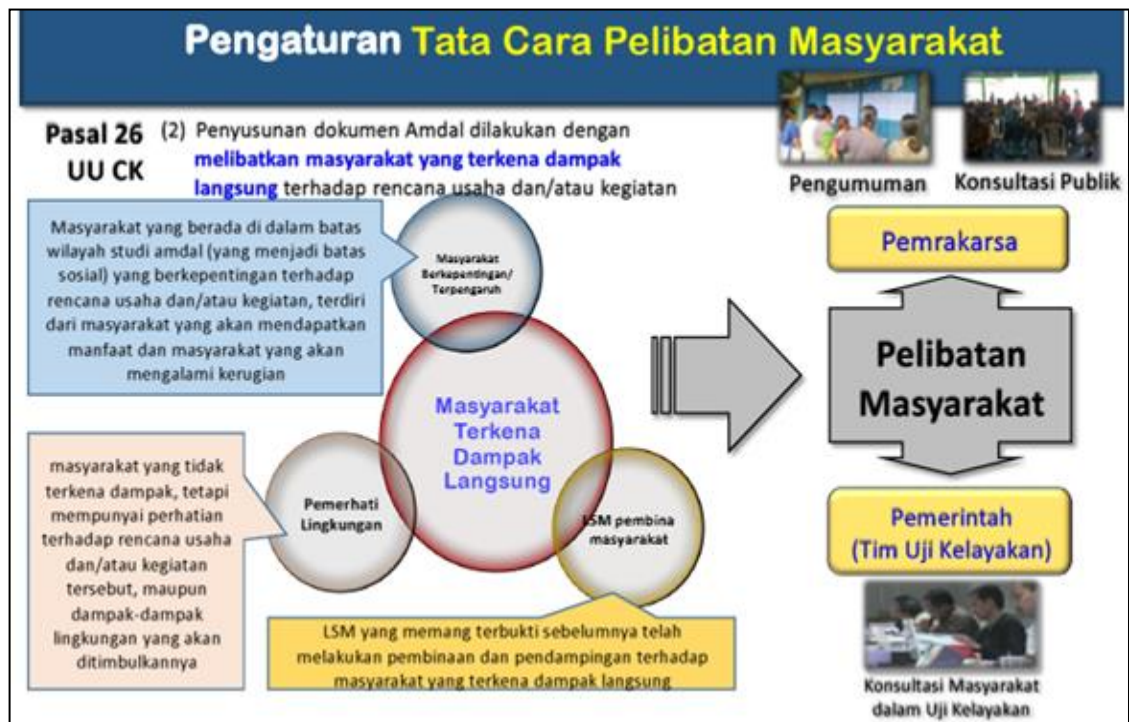 Pengaturan Tata Cara Pelibatan Masyarakat
Pasal 26
UU CK
(2) Penyusunan dokumen Amdal dilakukan dengan
melibatkan masyarakat yang terkena dampak
langsung terhadap rencana usaha dan/atau kegiatan
Pengumuman
Konsultasi Publik
Masyarakat yang berada di dalam batas
wilayah studi amdal (yang menjadi batas
sosial) yang berkepentingan terhadap
rencana usaha dan/atau kegiatan, terdiri
dari masyarakat yang akan mendapatkan
manfaat dan masyarakat yang akan
mengalami kerugian
Masyarakat
Berkepentingan/
Terpengaruh
Masyarakat
Terkena
Dampak
Langsung
masyarakat yang tidak
terkena dampak, tetapi
mempunyai perhatian
terhadap rencana usaha
dan/atau kegiatan
tersebut, maupun
dampak-dampak
lingkungan yang akan
ditimbulkannya
Pemerhati
Lingkungan
LSM pembina
masyarakat
LSM yang memang terbukti sebelumnya telah
melakukan pembinaan dan pendampingan terhadap
masyarakat yang terkena dampak langsung
Pemrakarsa
Pelibatan
Masyarakat
Pemerintah
(Tim Uji Kelayakan)
Konsultasi Masyarakat
dalam Uji Kelayakan